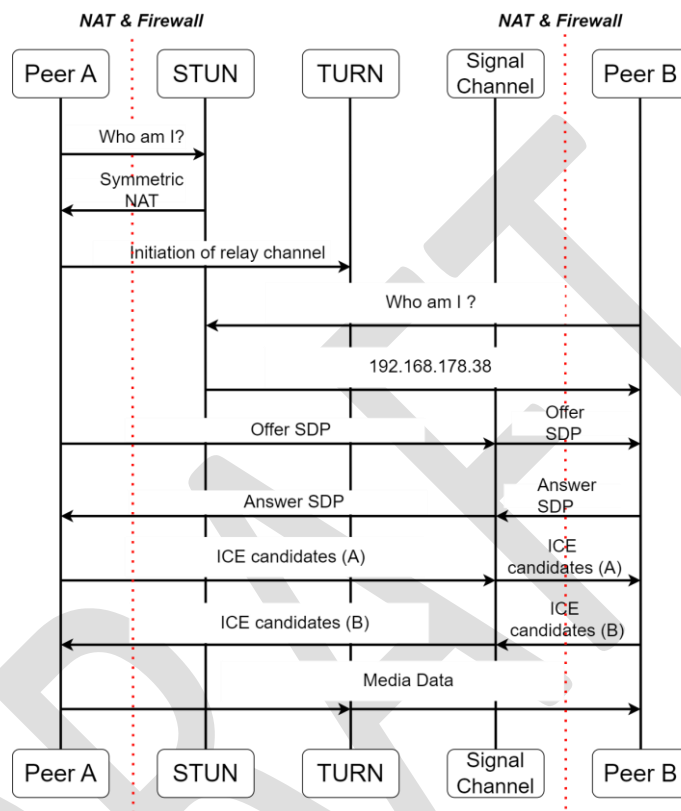 NAT & Firewall
NAT & Firewall
Peer A
STUN
TURN
Signal
Channel
Peer B
Who am I?
Symmetric
NAT
Initiation of relay channel
Who am I ?
192.168.178.38
Offer SDP
Offer
SDP
Answer SDP
Answer
SDP
ICE candidates (A)
ICE
candidates (A)
ICE candidates (B)
ICE
candidates (B)
Media Data
Peer A
STUN
TURN
Signal
Channel
Peer B